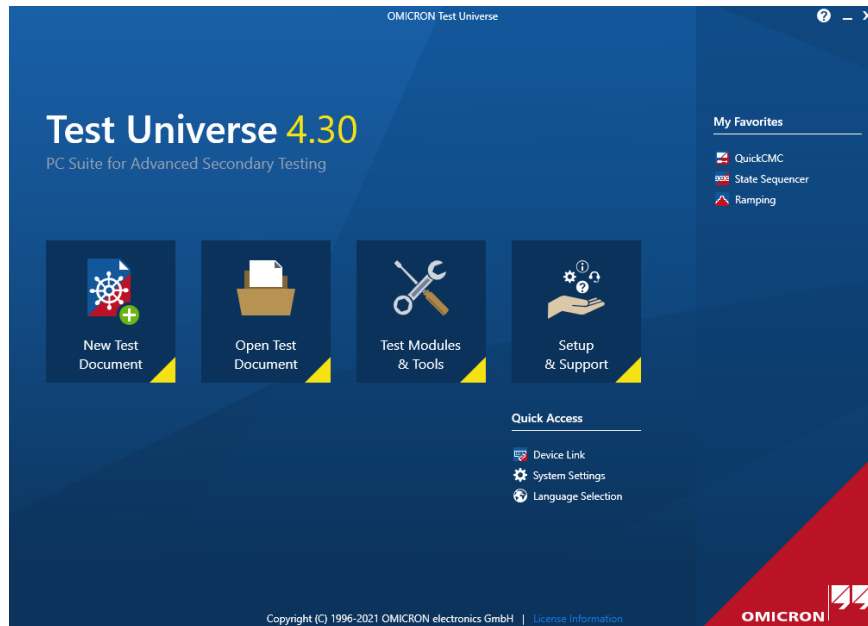 OMICRON Test Universe
Test Universe 4.30
PC Suite for Advanced Secondary Testing
My Favorites
QuickCMC
State Sequencer
Ramping
New Test
Document
Open Test
Document
Test Modules
& Tools
Setup
& Support
Quick Access
Device Link
System Settings
Language Selection
Copyright (C) 1996-2021 OMICRON electronics GmbH | License Information
OMICRON